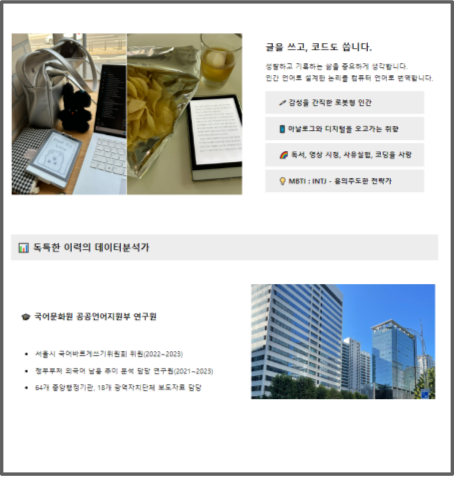 글을 쓰고, 코드도 씁니다.
성찰하고 기록하는 삶을 중요하게 생각합니다.
인간 언어로 설계된 논리를 컴퓨터 언어로 번역합니다.
감성을 간직한 로봇형 인간
아날로그와 디지털을 오고가는 취향
독서, 영상 시청, 사유실험, 코딩을 사랑
MBTI : INTJ - 용의주도한 전략가
독특한 이력의 데이터분석가
국어문화원 공공언어지원부 연구원
• 서울시 국어바르게쓰기위원회 위원(2022~2023)
• 정부부처 외국어 남용 추이 분석 담당 연구원(2021~2023)
• 64개 중앙행정기관, 18개 광역자치단체 보도자료 담당